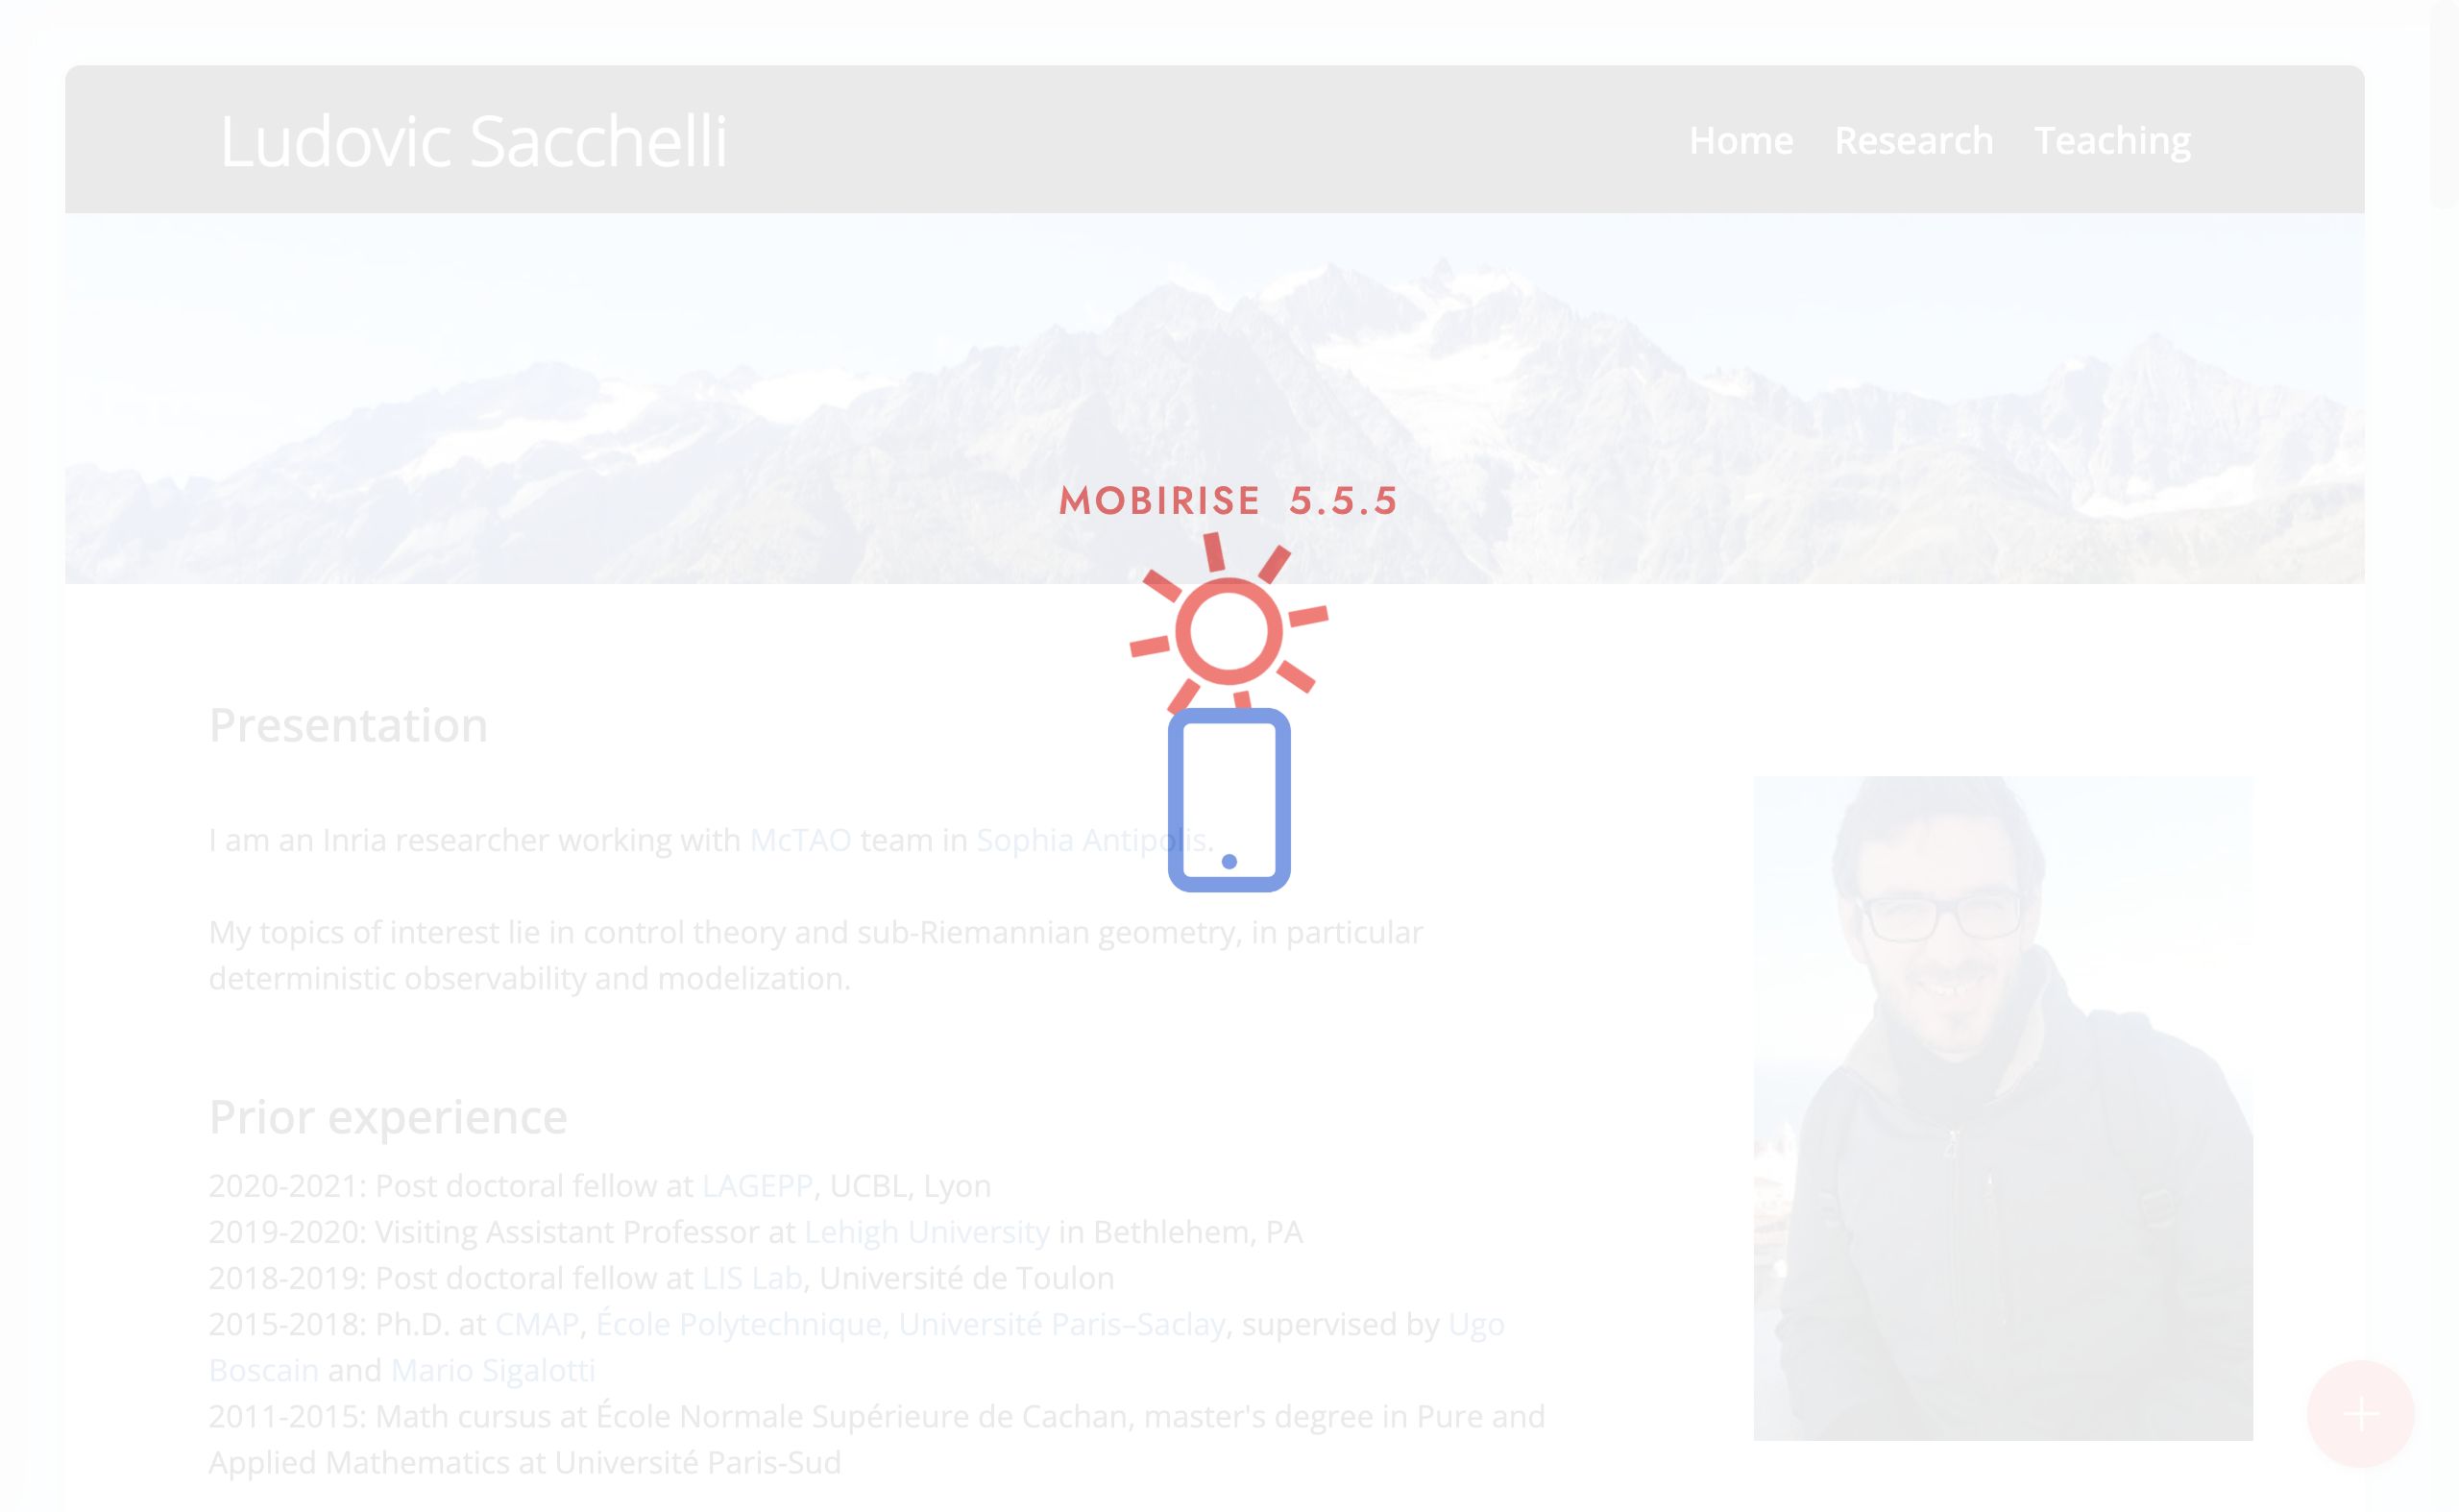 Ludovic Sacchelli
Home Research Teaching
MOBIRISE 5.5.5
Presentation
I am an Inria researcher working with McTAO team in Sophia Antipolis.
My topics of interest lie in control theory and sub-Riemannian geometry, in particular
deterministic observability and modelization.
Prior experience
2020-2021: Post doctoral fellow at LAGEPP, UCBL, Lyon
2019-2020: Visiting Assistant Professor at Lehigh University in Bethlehem, PA
2018-2019: Post doctoral fellow at LIS Lab, Université de Toulon
2015-2018: Ph.D. at CMAP, École Polytechnique, Université Paris–Saclay, supervised by Ugo
Boscain and Mario Sigalotti
2011-2015: Math cursus at École Normale Supérieure de Cachan, master's degree in Pure and
Applied Mathematics at Université Paris-Sud